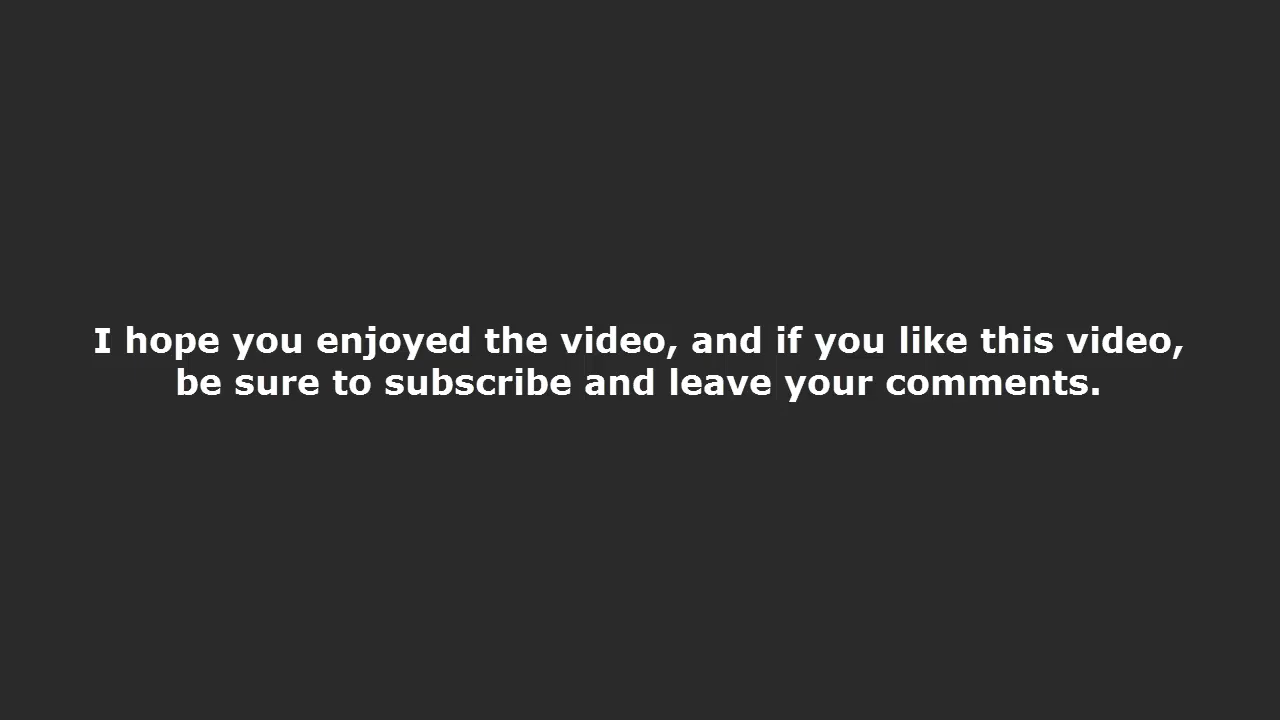 I hope you enjoyed the video, and if you like this video,
be sure to subscribe and leave your comments.